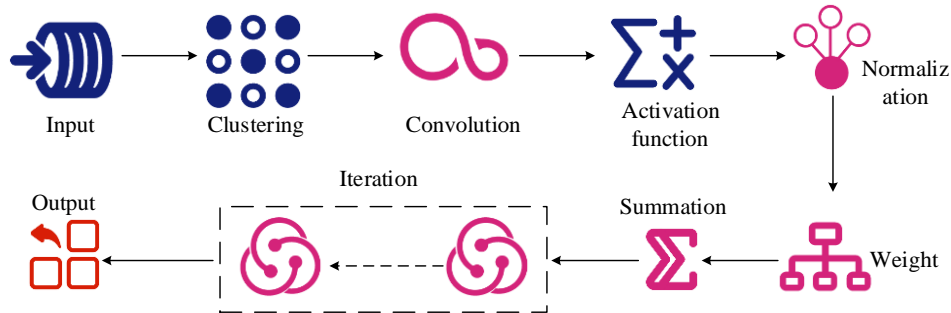 Input
Clustering
Convolution
Activation
function
Normaliz
ation
Weight
Summation
Iteration
Output